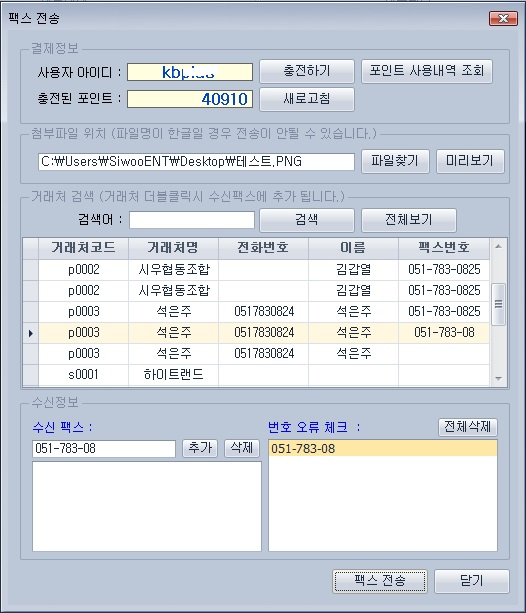 팩스 전송
결제정보
사용자 아이디 :
충전하기
포인트 사용내역 조회
충전된 포인트 : 40910
새로고침
첨부파일 위치 (파일명이 한글일 경우 전송이 안될 수 있습니다.)
C:₩Users₩SiwooENT₩Desktop₩테스트.PNG
파일찾기
미리보기
거래처 검색 (거래처 더블클릭시 수신팩스에 추가 됩니다.)
검색어 :
검색
전체보기
거래처코드 거래처명 전화번호 이름 팩스번호
p0002 시우협동조합 김갑열 051-783-0825
p0002 시우협동조합 김갑열 051-783-0825
p0003 석은주 0517830824 석은주 051-783-0825
p0003 석은주 0517830824 석은주 051-783-08
p0003 석은주 0517830824 석은주
s0001 하이트랜드
수신정보
수신 팩스 :
번호 오류 체크 :
전체삭제
051-783-08
추가
삭제
051-783-08
팩스 전송
닫기